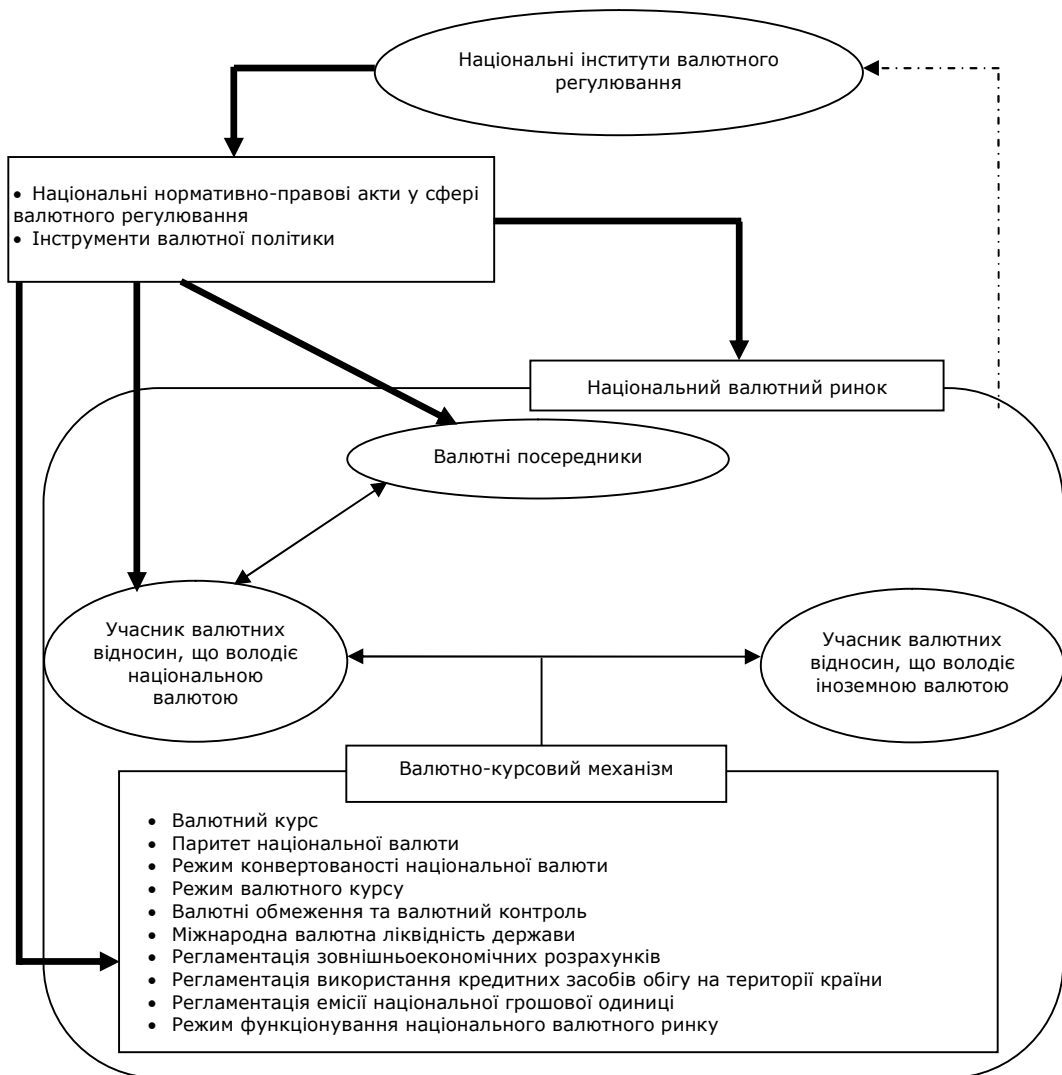 Національні інститути валютного
регулювання
• Національні нормативно-правові акти у сфері
валютного регулювання
• Інструменти валютної політики
Національний валютний ринок
Валютні посередники
Учасник валютних
відносин, що володіє
національною
валютою
Учасник валютних
відносин, що володіє
іноземною валютою
Валютно-курсовий механізм
• Валютний курс
• Паритет національної валюти
• Режим конвертованості національної валюти
• Режим валютного курсу
• Валютні обмеження та валютний контроль
• Міжнародна валютна ліквідність держави
• Регламентація зовнішньоекономічних розрахунків
• Регламентація використання кредитних засобів обігу на території країни
• Регламентація емісії національної грошової одиниці
• Режим функціонування національного валютного ринку